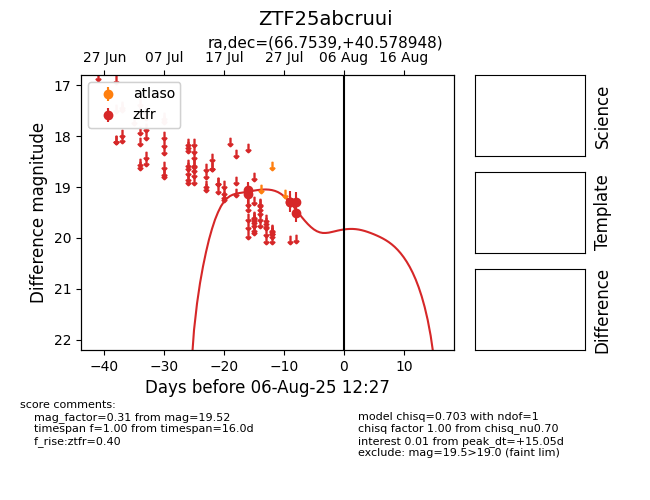 ZTF25abcruui
ra,dec=(66.7539,+40.578948)
27 Jun 07 Jul 17 Jul 27 Jul 06 Aug 16 Aug
atlaso
ztfr
17
18
19
20
21
22
Difference magnitude
−40 −30 −20 −10 0 10
Days before 06-Aug-25 12:27
Science
Template
Difference
score comments:
mag_factor=0.31 from mag=19.52
timespan f=1.00 from timespan=16.0d
f_rise:ztfr=0.40
model chisq=0.703 with ndof=1
chisq factor 1.00 from chisq_nu0.70
interest 0.01 from peak_dt=+15.05d
exclude: mag=19.5>19.0 (faint lim)